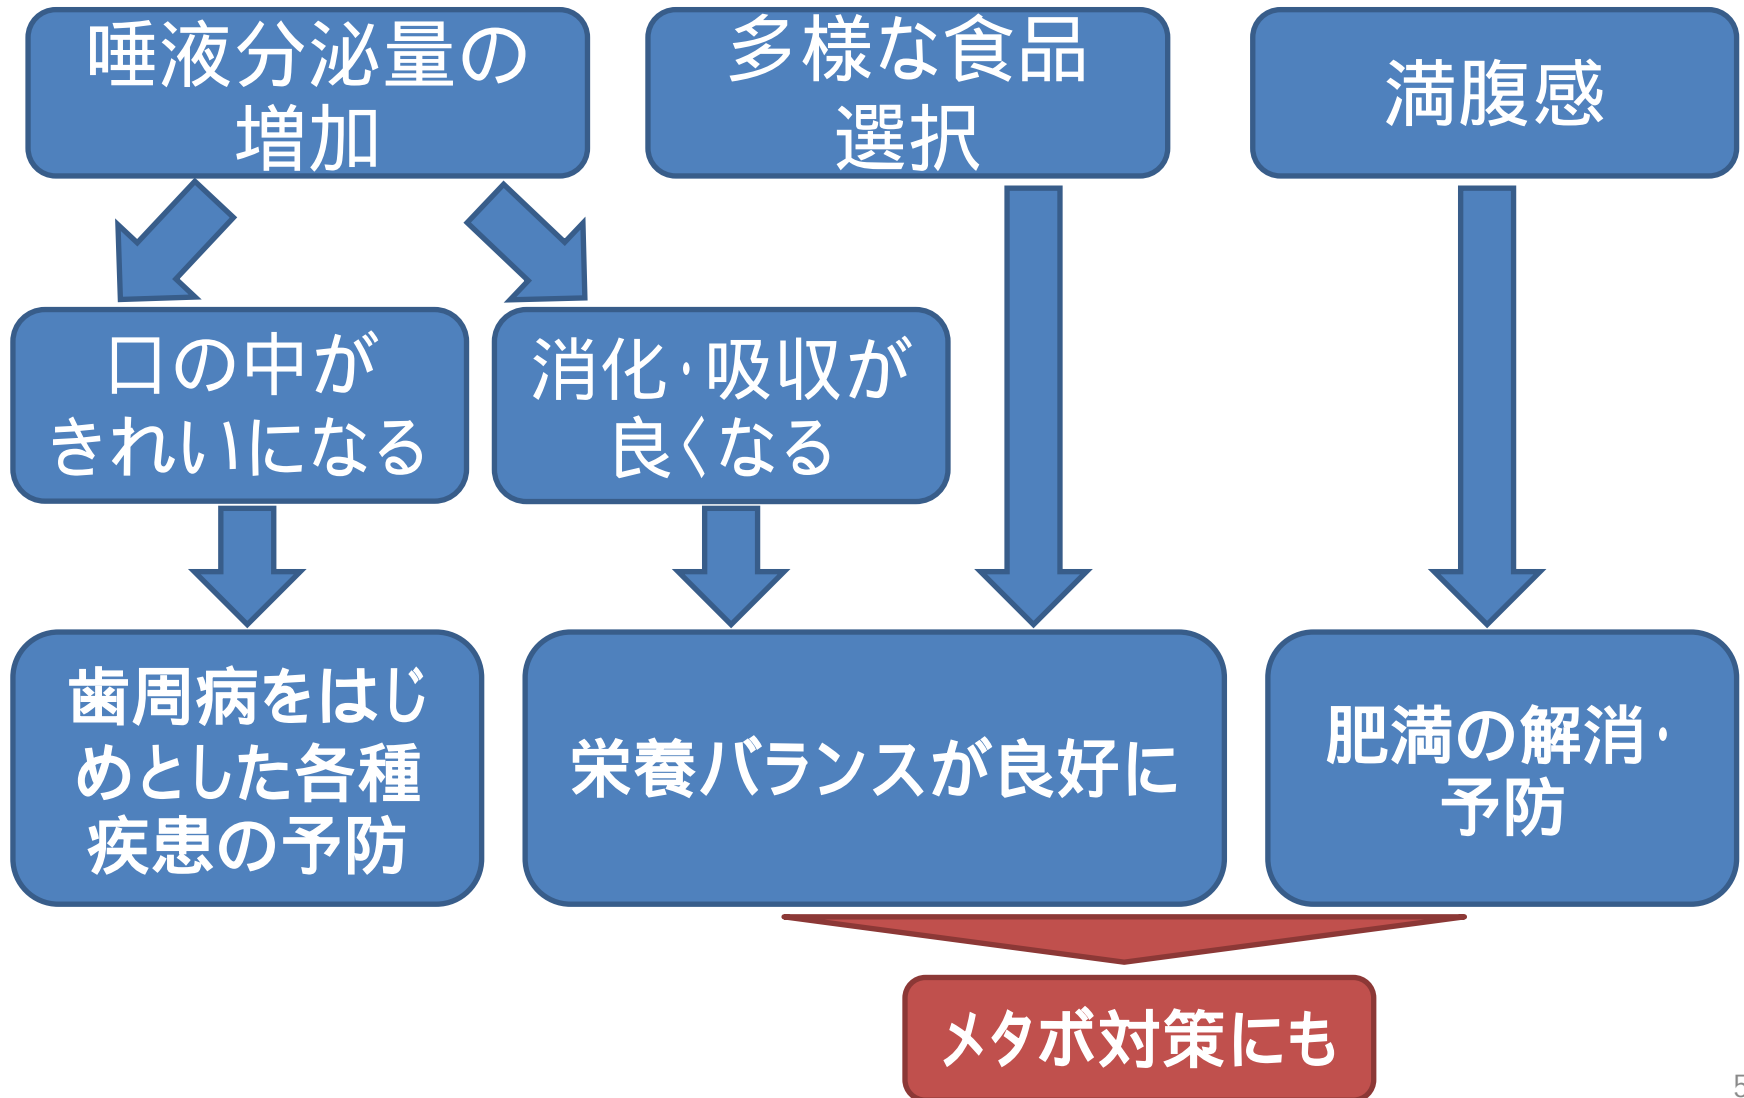 唾液分泌量の
増加
多様な食品
選択
満腹感
口の中が
きれいになる
消化・吸収が
良くなる
歯周病をはじ
めとした各種
疾患の予防
栄養バランスが良好に
肥満の解消・
予防
メタボ対策にも
5